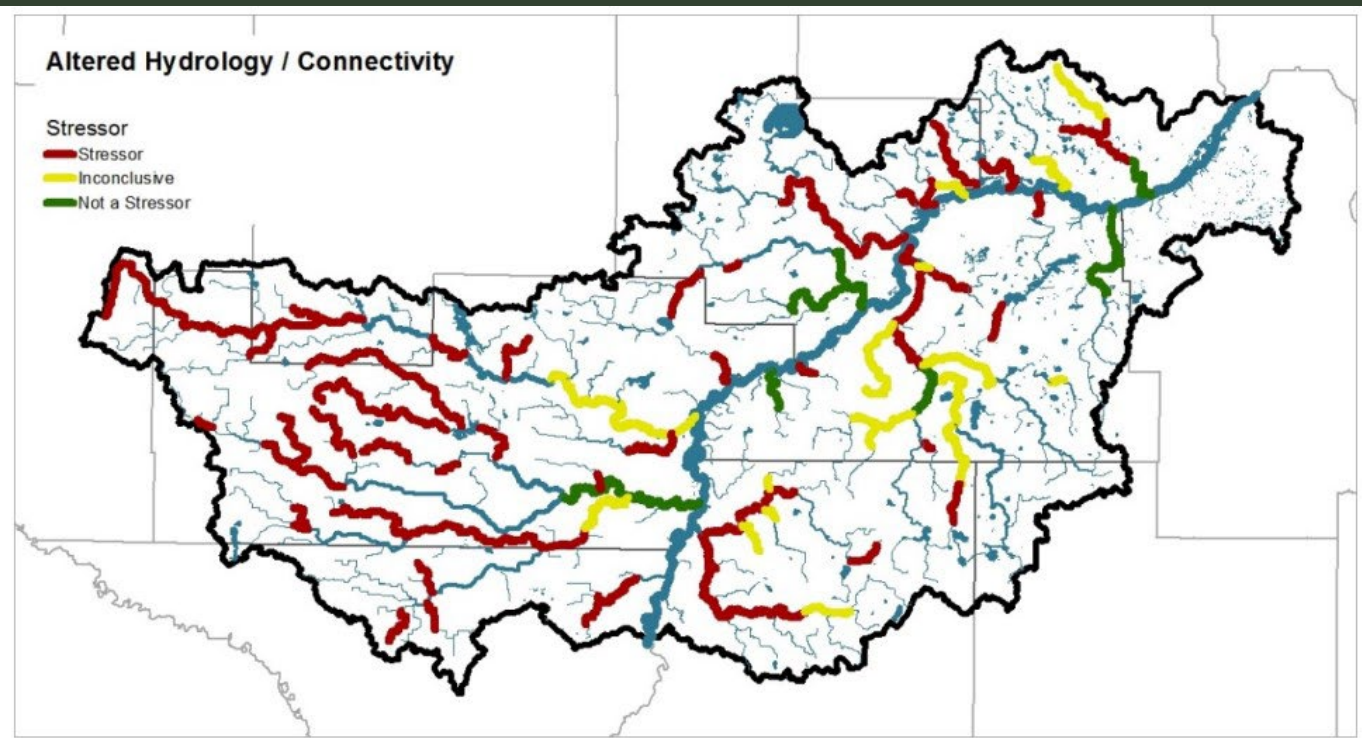 Altered Hydrology / Connectivity
Stressor
Stressor
Inconclusive
Not a Stressor